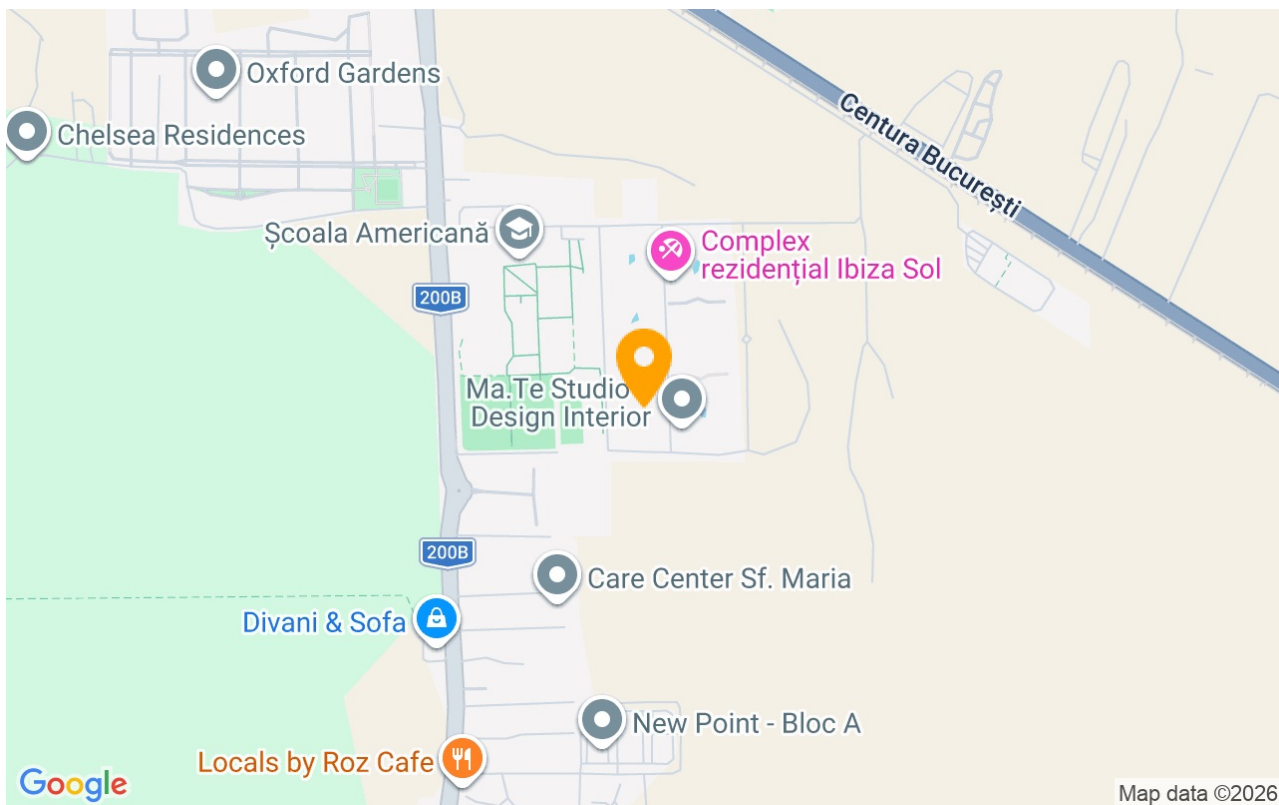 Oxford Gardens
Chelsea Residences
Centura București
Școala Americană
Complex
rezidențial Ibiza Sol
200B
Ma.Te Studio
Design Interior
200B
Care Center Sf. Maria
Divani & Sofa
New Point - Bloc A
Locals by Roz Cafe
Google
Map data ©2026